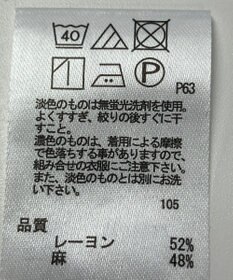 40
P
P63
淡色のものは無蛍光洗剤を使用。
よくすすぎ、絞りの後すぐに干
すこと。
濃色のものは、着用による摩擦
で色落ちする事がありますので、
組み合せの衣服にご注意下さい。
また、淡色のものとは別にお洗
い下さい。
105
品質
レーヨン 52%
麻 48%